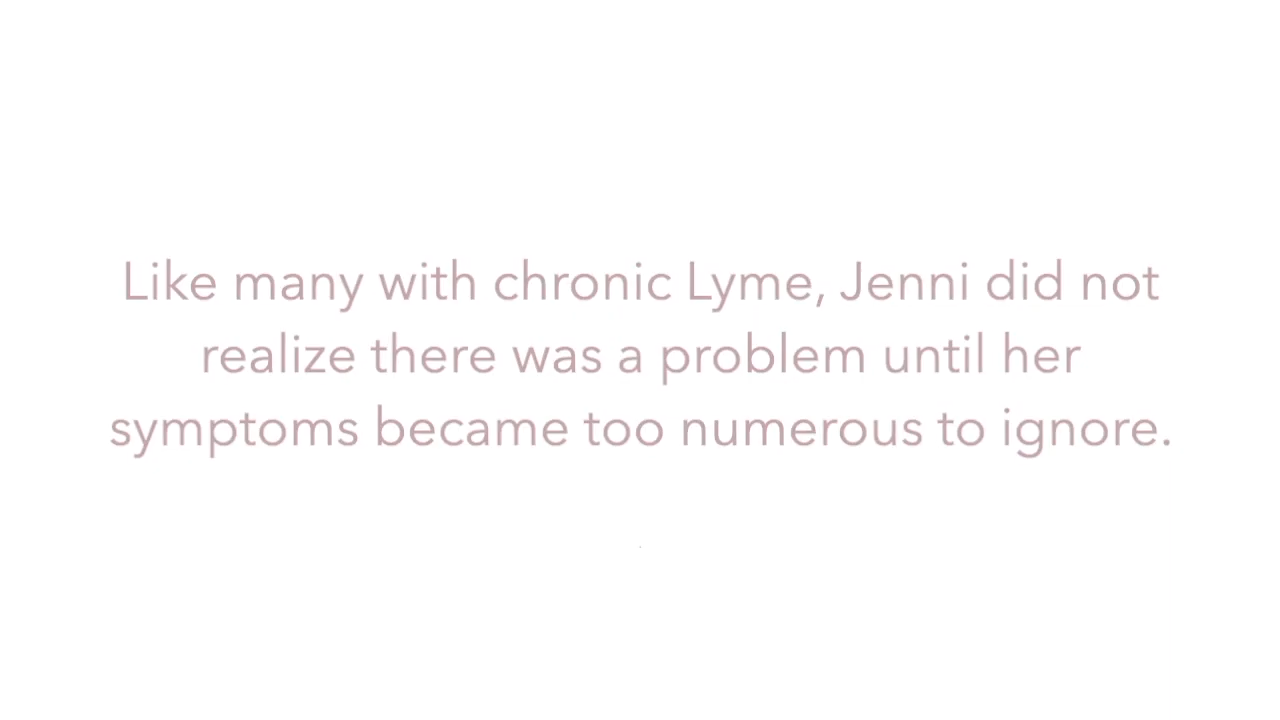 Like many with chronic Lyme, Jenni did not
realize there was a problem until her
symptoms became too numerous to ignore.